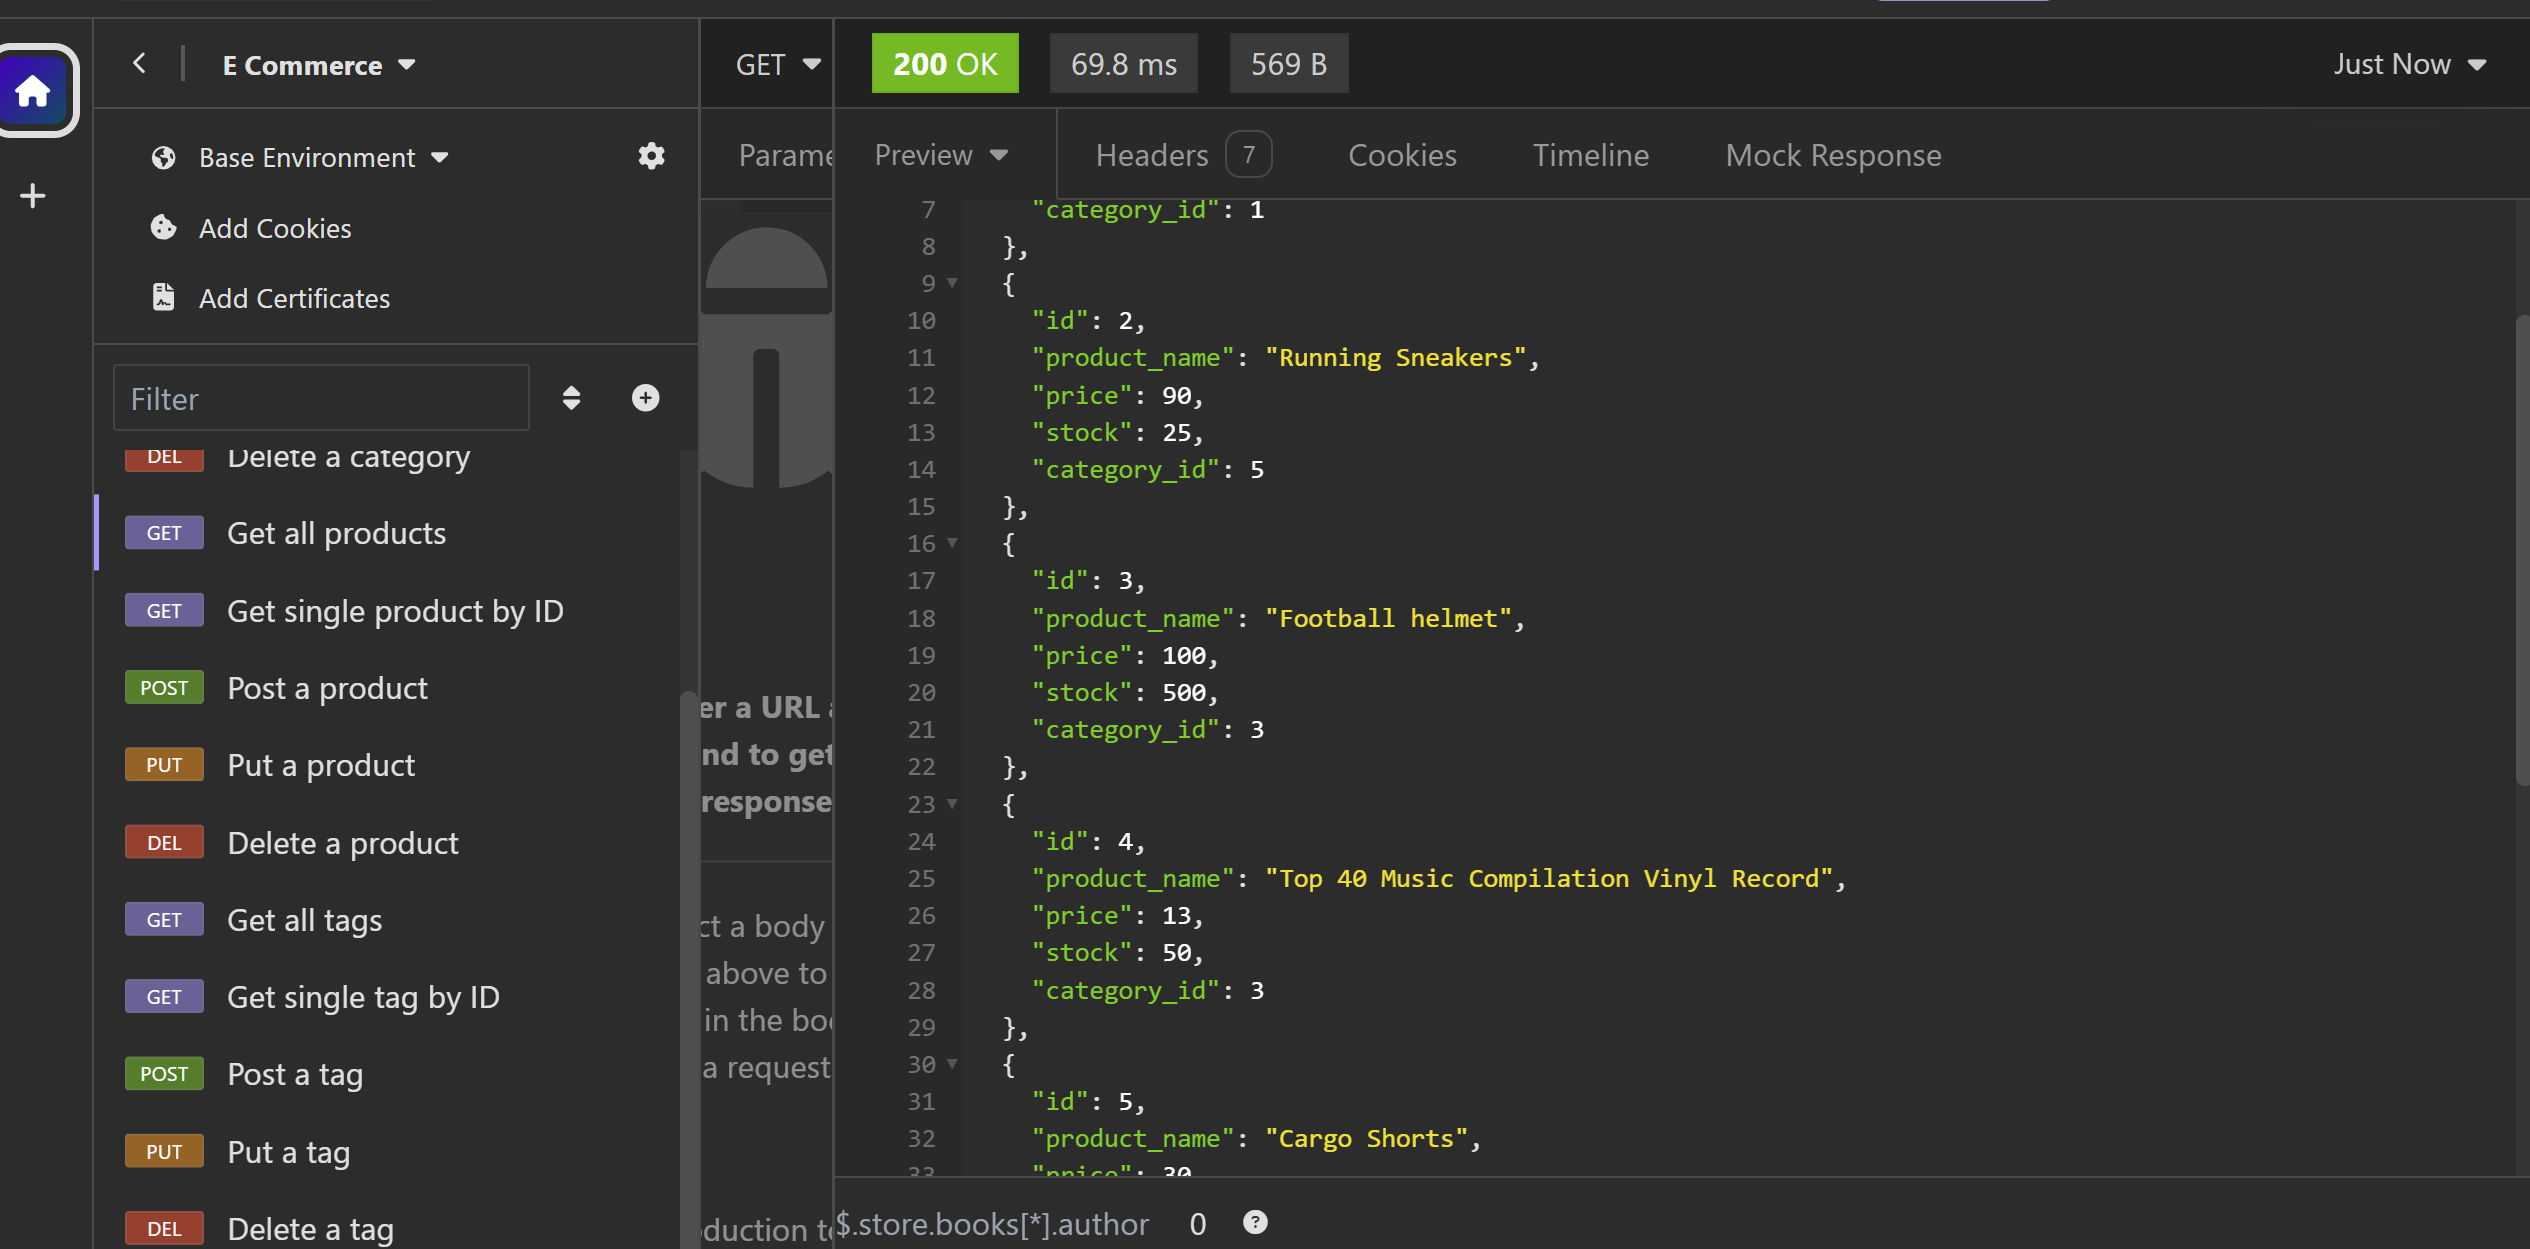 E Commerce
Base Environment
Add Cookies
Add Certificates
Filter
DEL Delete a category
GET Get all products
GET Get single product by ID
POST Post a product
PUT Put a product
DEL Delete a product
GET Get all tags
GET Get single tag by ID
POST Post a tag
PUT Put a tag
DEL Delete a tag
GET
Parame
er a URL a
nd to get
response
ct a body
above to
in the bo
a request
duction to
200 OK 69.8 ms 569 B Just Now
Preview Headers 7 Cookies Timeline Mock Response
7 "category_id": 1
8 },
9 {
10 "id": 2,
11 "product_name": "Running Sneakers",
12 "price": 90,
13 "stock": 25,
14 "category_id": 5
15 },
16 {
17 "id": 3,
18 "product_name": "Football helmet",
19 "price": 100,
20 "stock": 500,
21 "category_id": 3
22 },
23 {
24 "id": 4,
25 "product_name": "Top 40 Music Compilation Vinyl Record",
26 "price": 13,
27 "stock": 50,
28 "category_id": 3
29 },
30 {
31 "id": 5,
32 "product_name": "Cargo Shorts",
33 "price": 30
$.store.books[*].author 0 ?